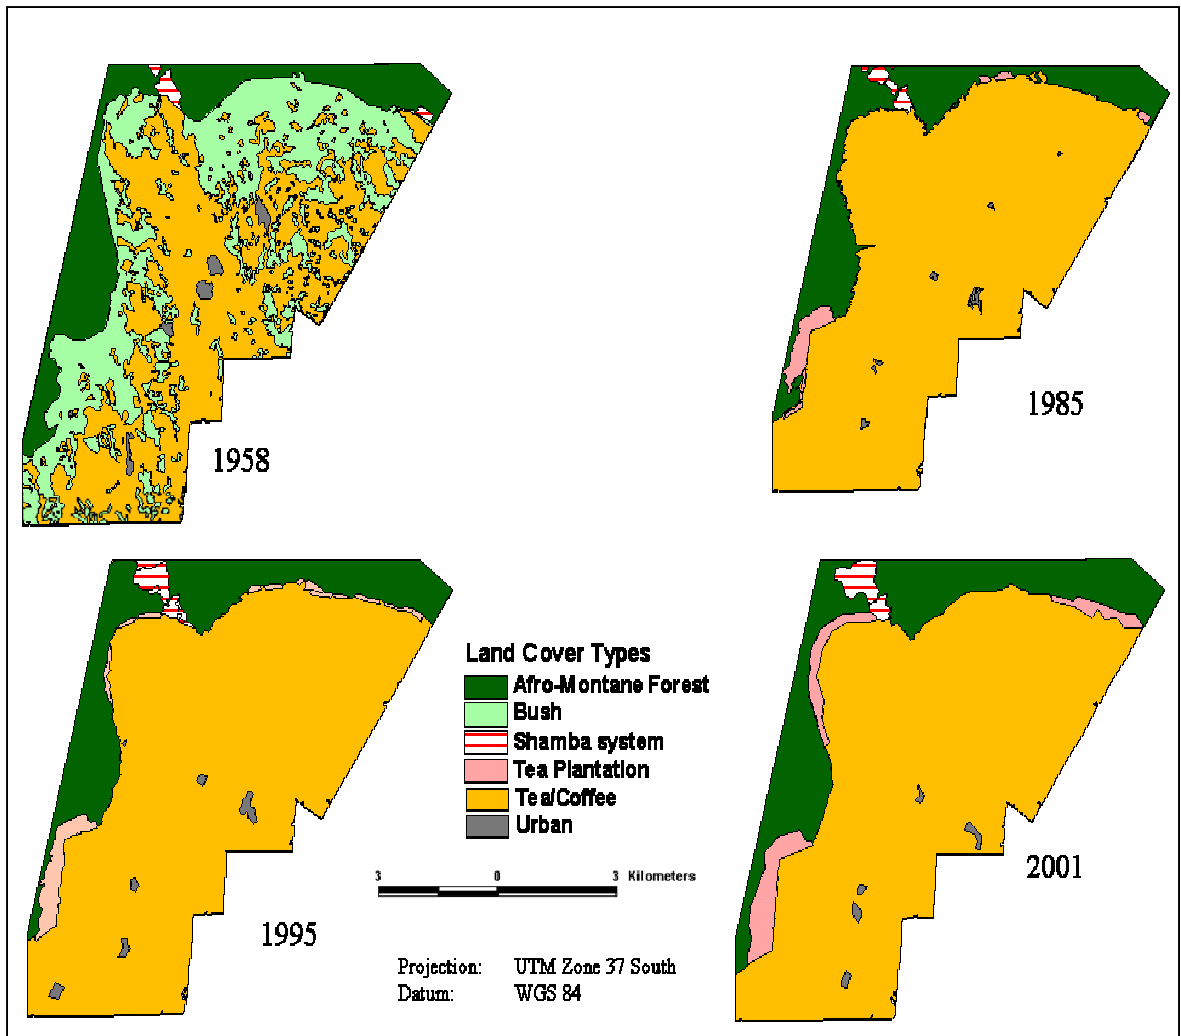 1958
1985
Land Cover Types
Afro-Montane Forest
Bush
Shamba system
Tea Plantation
Tea/Coffee
Urban
3 0 3 Kilometers
1995
2001
Projection: UTM Zone 37 South
Datum: WGS 84